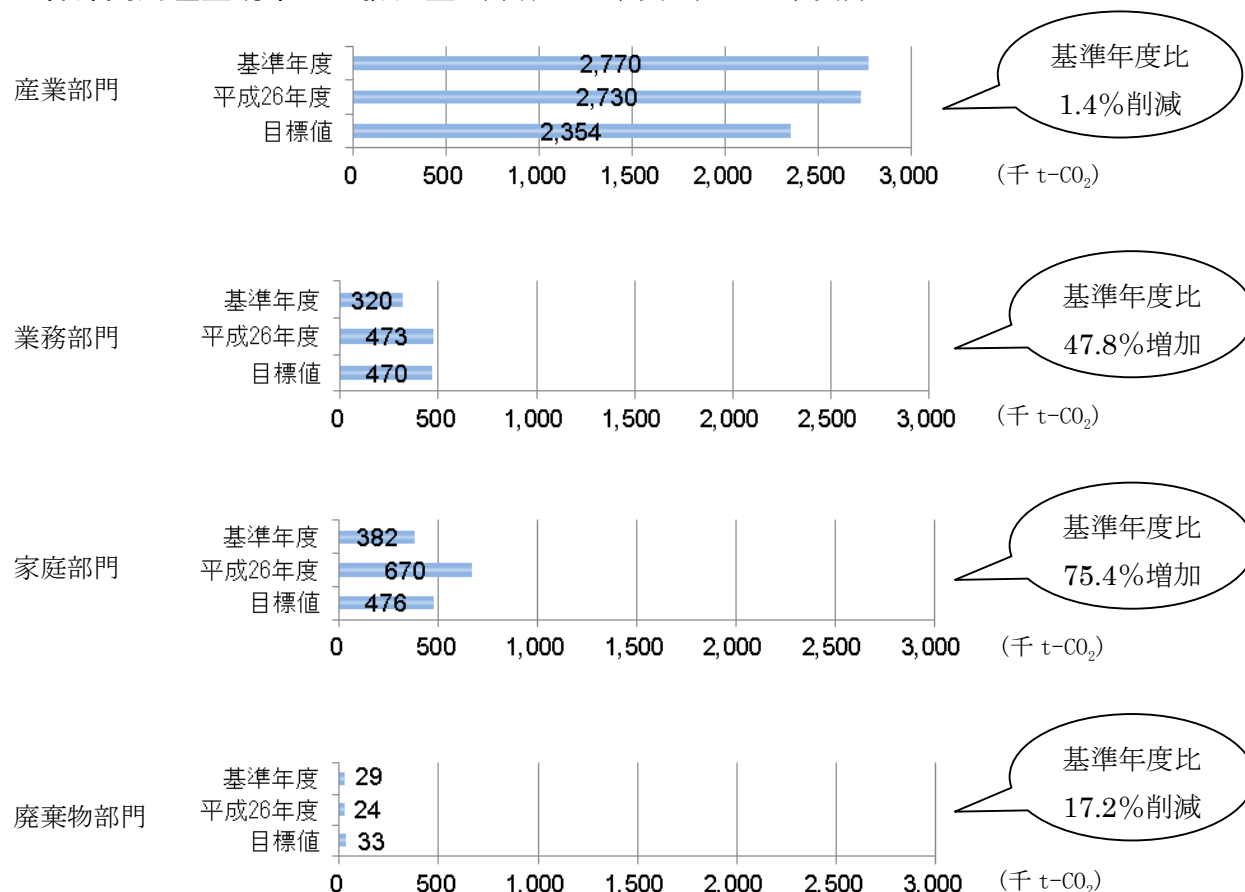 産業部門
基準年度 2,770
平成26年度 2,730
目標値 2,354
0 500 1,000 1,500 2,000 2,500 3,000
(千 t-CO₂)
基準年度比
1.4％削減
業務部門
基準年度 320
平成26年度 473
目標値 470
0 500 1,000 1,500 2,000 2,500 3,000
(千 t-CO₂)
基準年度比
47.8％増加
家庭部門
基準年度 382
平成26年度 670
目標値 476
0 500 1,000 1,500 2,000 2,500 3,000
(千 t-CO₂)
基準年度比
75.4％増加
廃棄物部門
基準年度 29
平成26年度 24
目標値 33
0 500 1,000 1,500 2,000 2,500 3,000
(千 t-CO₂)
基準年度比
17.2％削減